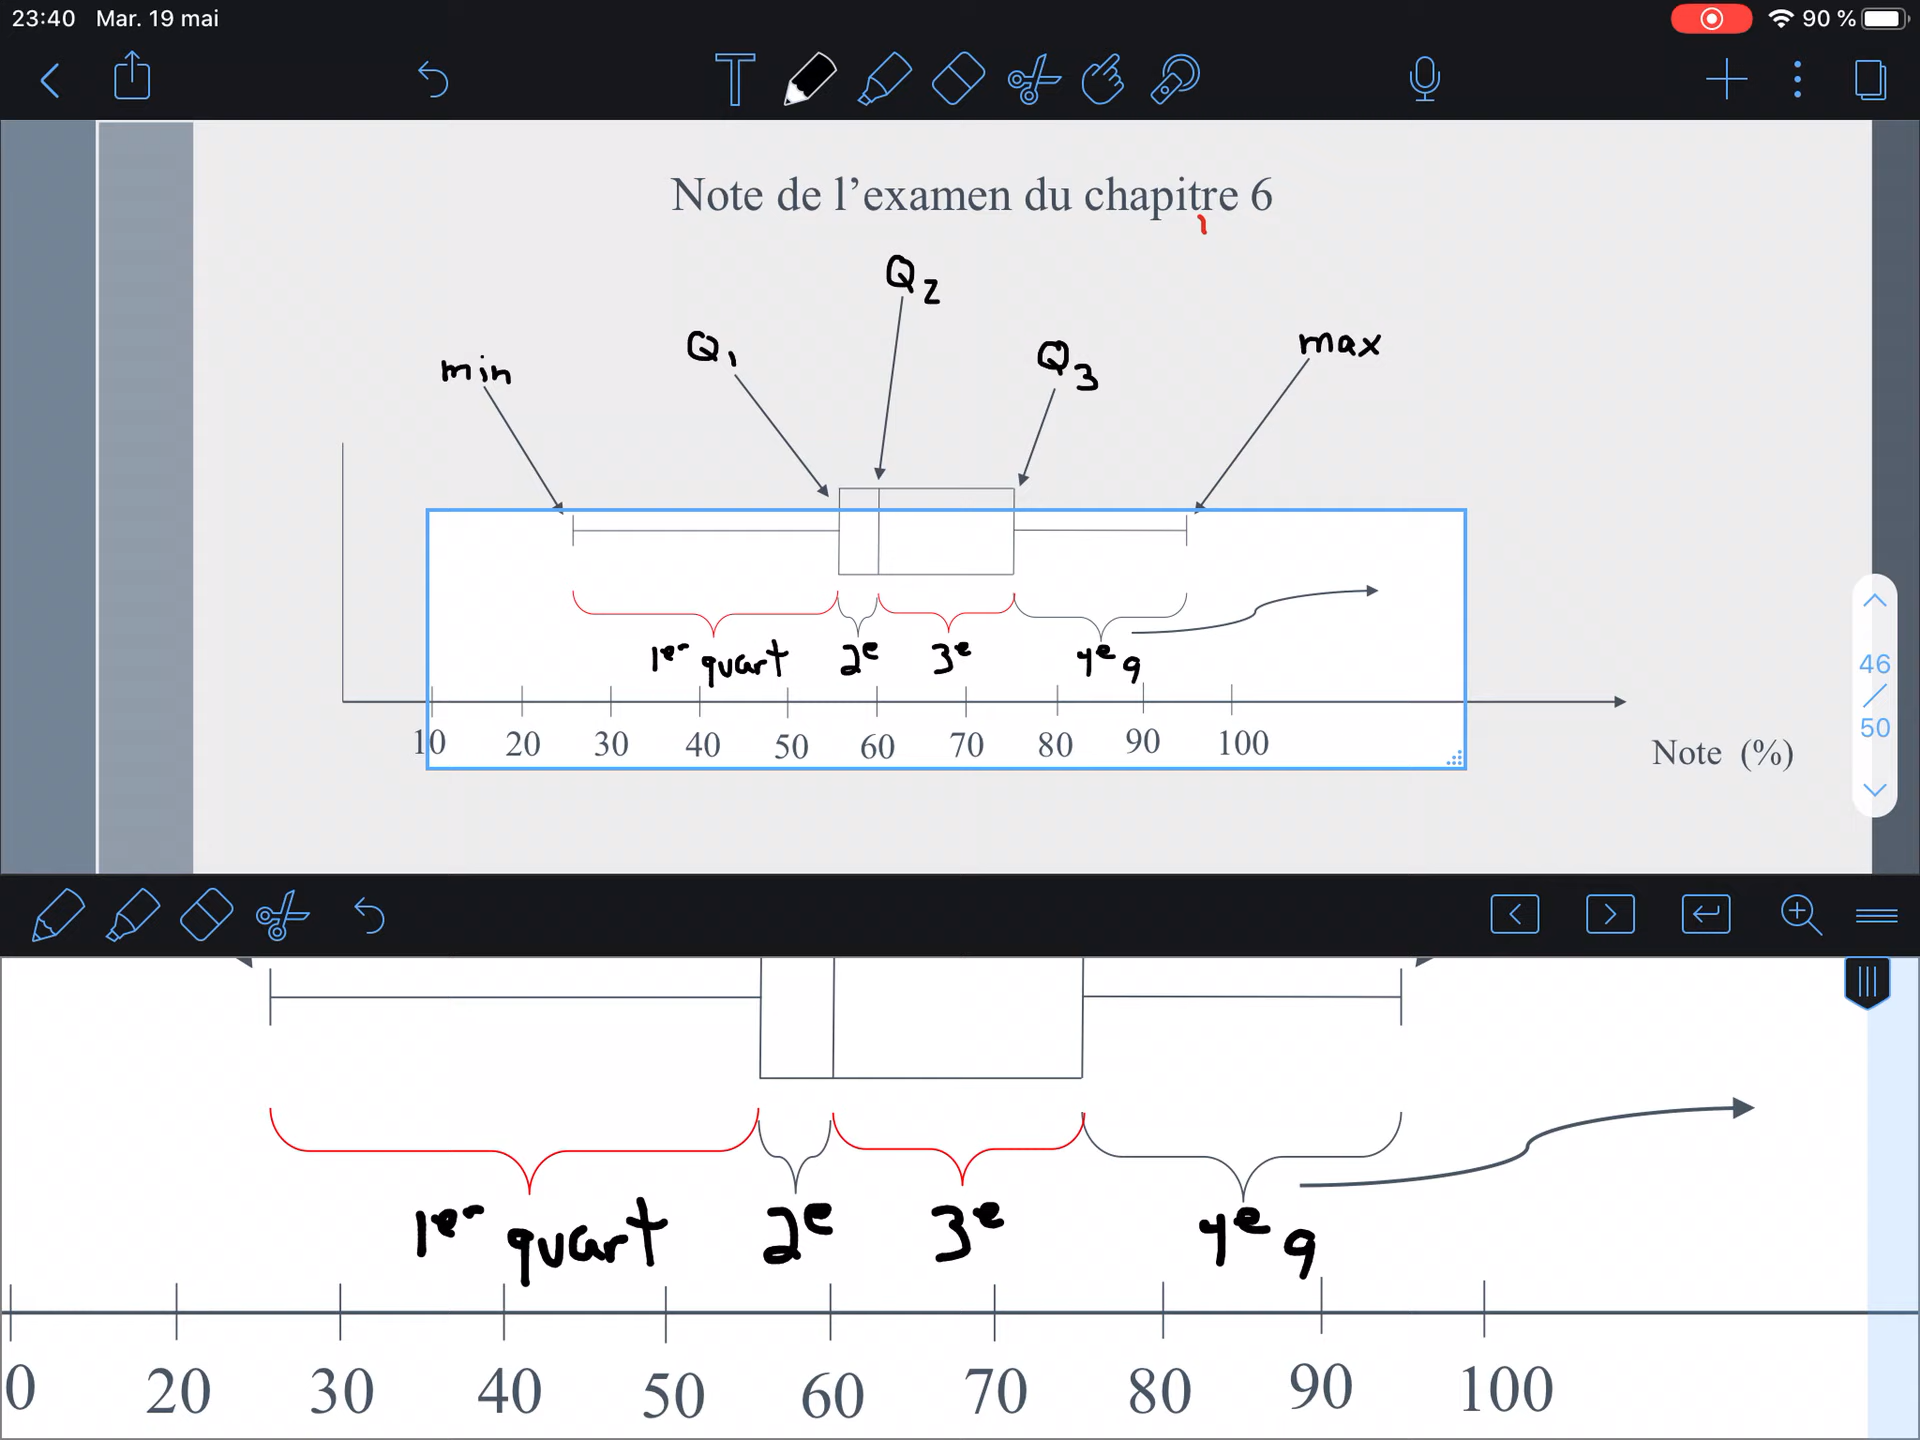 23:40 Mar. 19 mai 90 %
T
Note de l’examen du chapitre 6
Q2
Q1
Q3
min
max
1er quart 2e 3e 4e q
10 20 30 40 50 60 70 80 90 100
Note (%)
46
/
50
1er quart 2e 3e 4e q
0 20 30 40 50 60 70 80 90 100